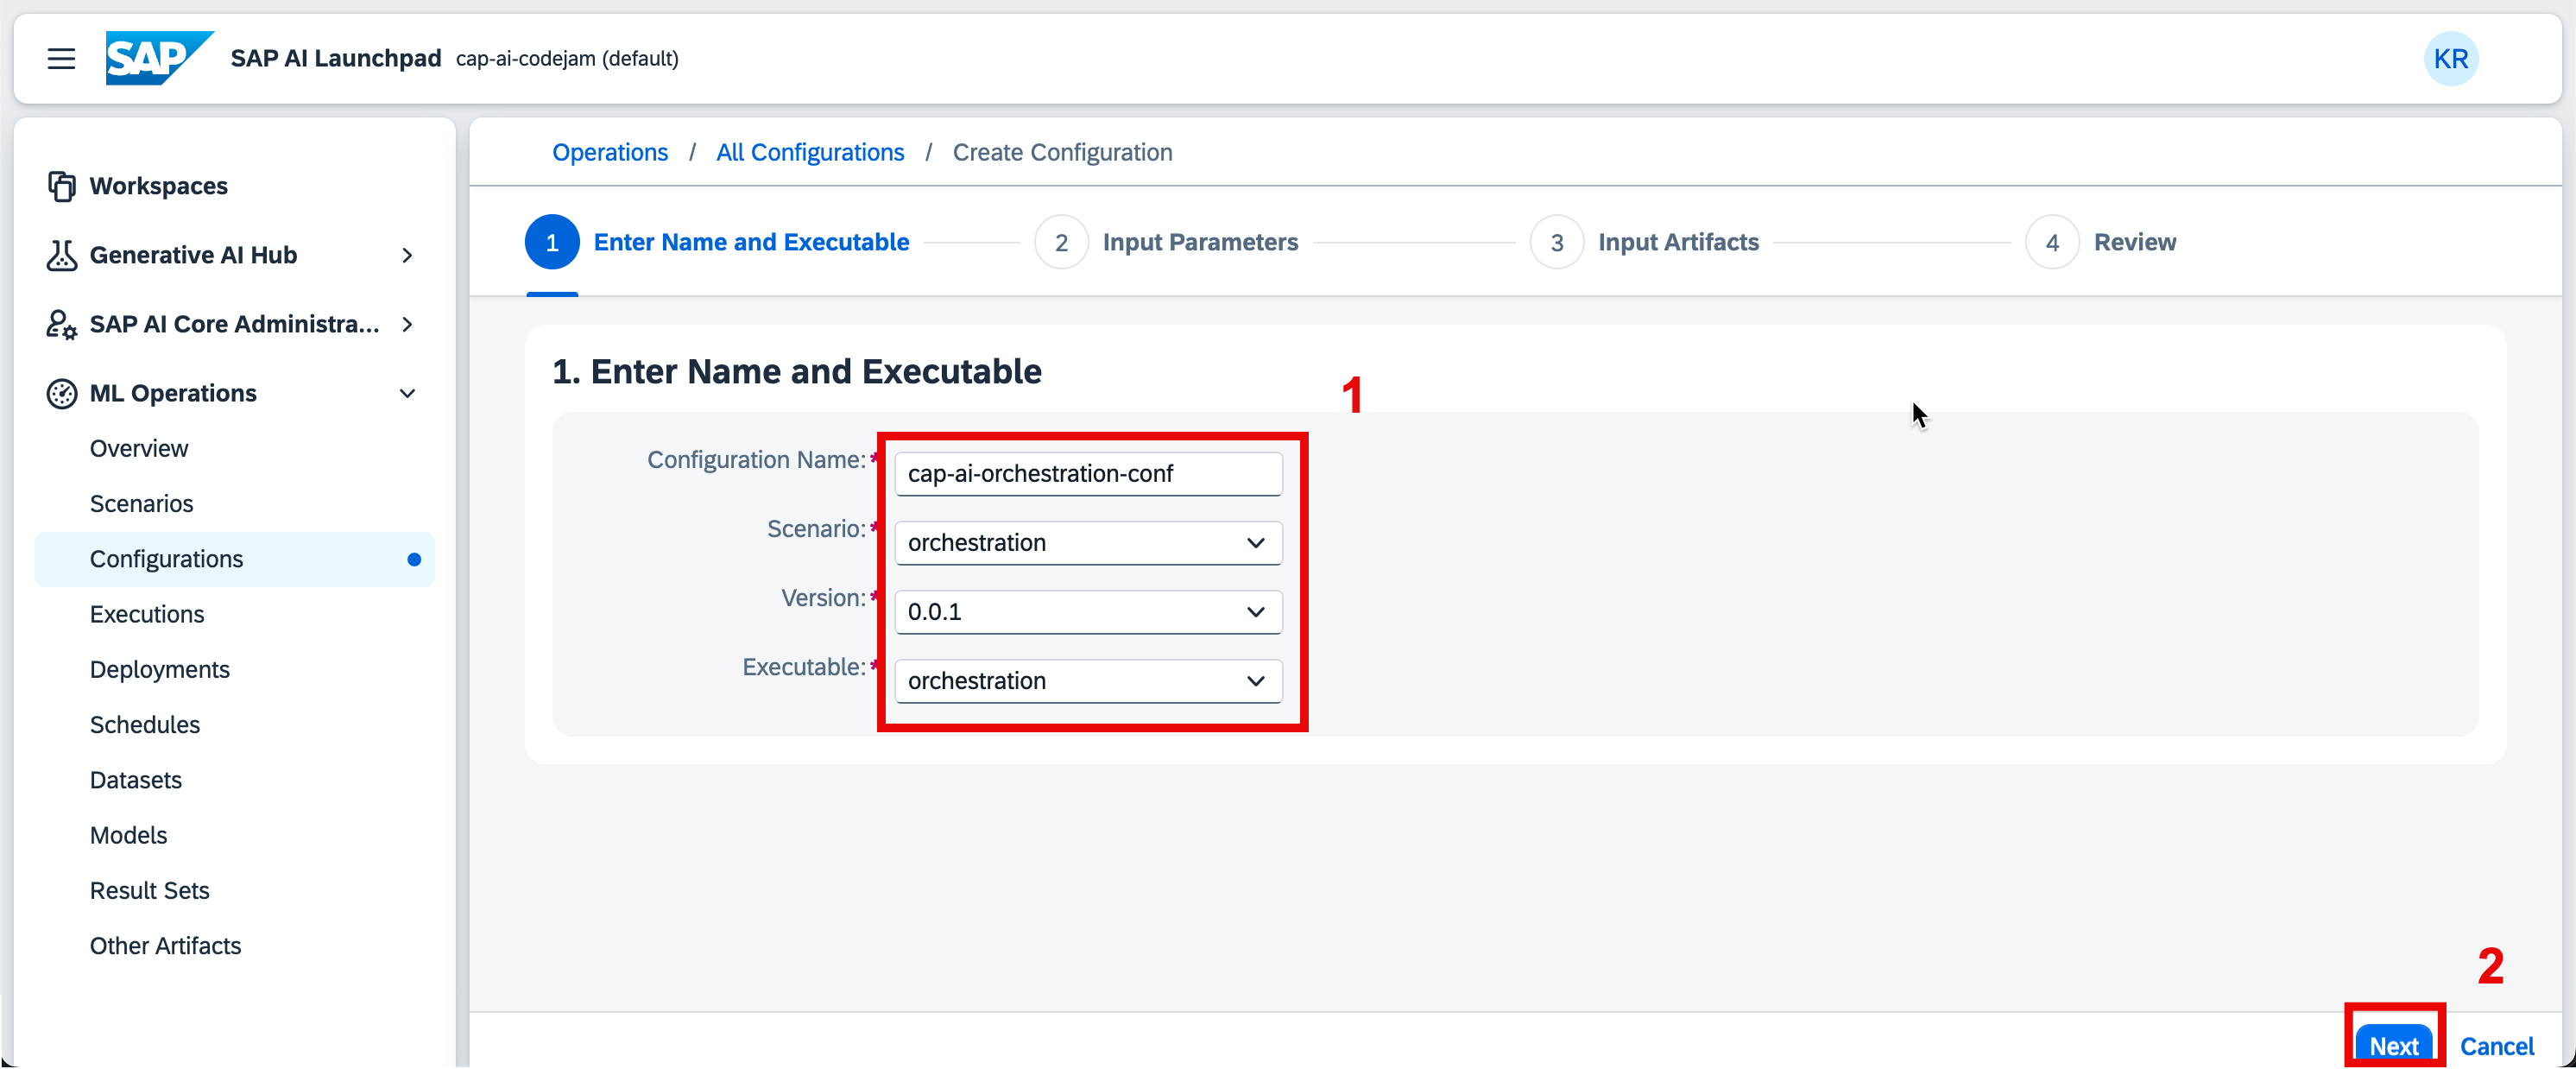 SAP SAP AI Launchpad cap-ai-codejam (default) KR
Workspaces
Generative AI Hub
SAP AI Core Administra...
ML Operations
Overview
Scenarios
Configurations
Executions
Deployments
Schedules
Datasets
Models
Result Sets
Other Artifacts
Operations / All Configurations / Create Configuration
1 Enter Name and Executable 2 Input Parameters 3 Input Artifacts 4 Review
1. Enter Name and Executable
1
Configuration Name:* cap-ai-orchestration-conf
Scenario:* orchestration
Version:* 0.0.1
Executable:* orchestration
2
Next Cancel